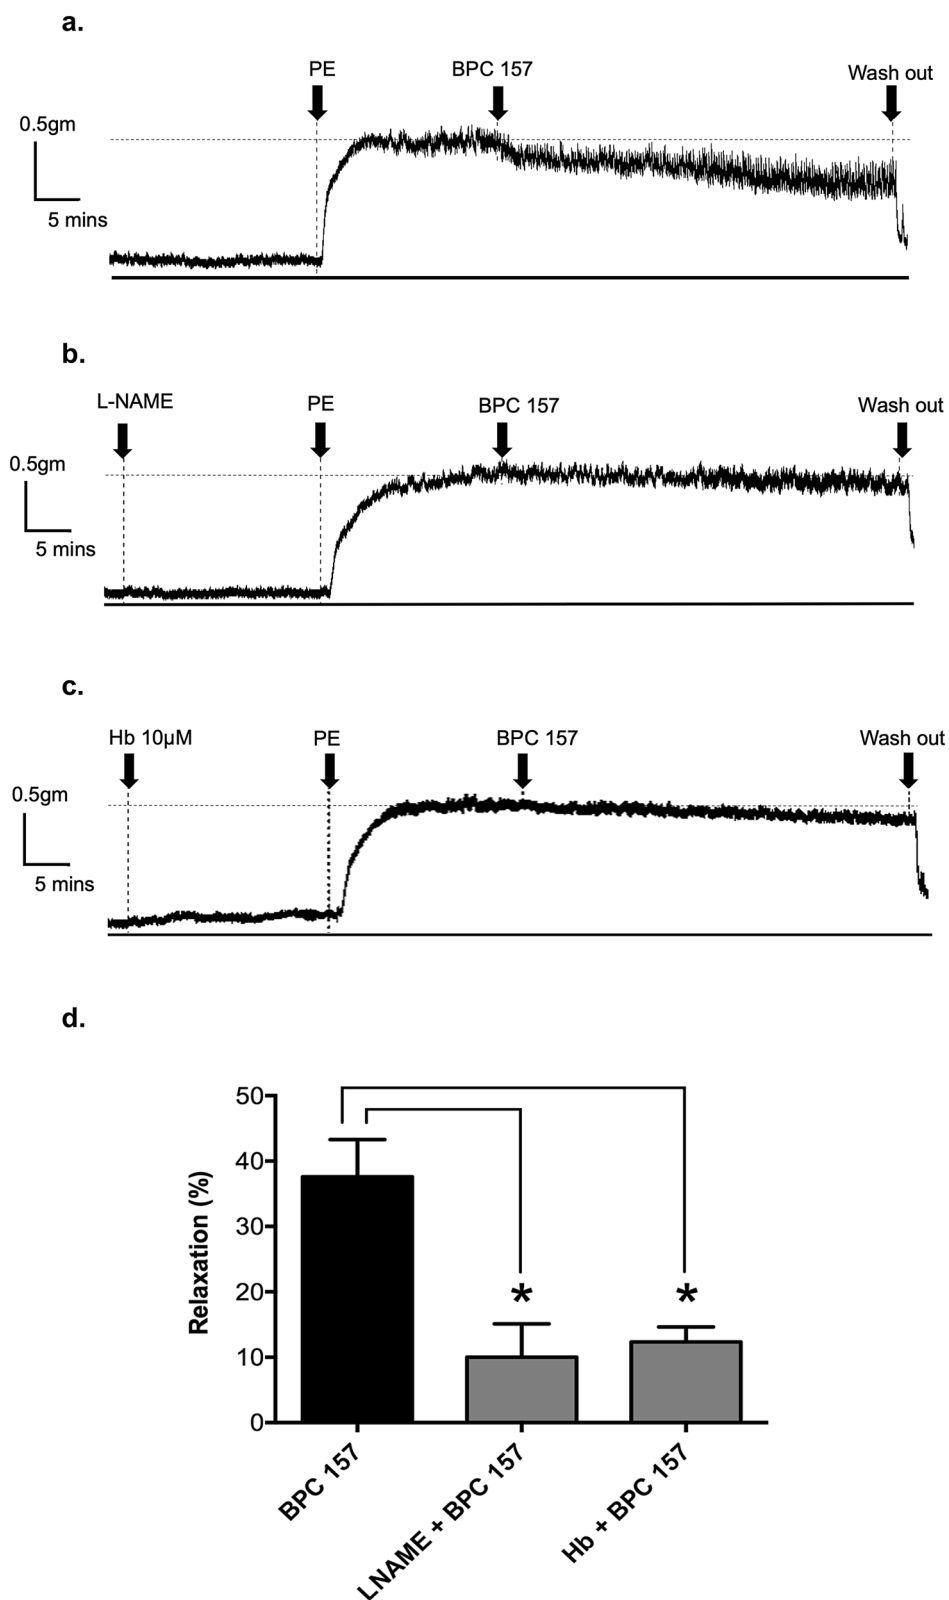 a.
PE
BPC 157
Wash out
0.5gm
5 mins
b.
L-NAME
PE
BPC 157
Wash out
0.5gm
5 mins
c.
Hb 10µM
PE
BPC 157
Wash out
0.5gm
5 mins
d.
50
40
30
20
10
0
Relaxation (%)
*
*
BPC 157
LNAME + BPC 157
Hb + BPC 157